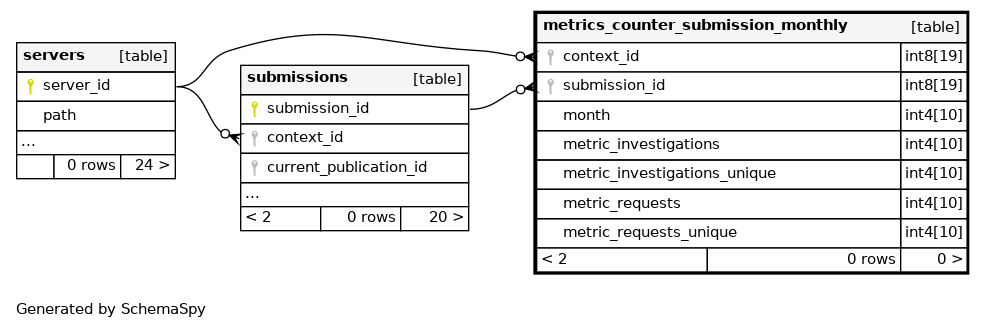 servers [table]
server_id
path
...
0 rows 24 >
submissions [table]
submission_id
context_id
current_publication_id
...
< 2 0 rows 20 >
metrics_counter_submission_monthly [table]
context_id int8[19]
submission_id int8[19]
month int4[10]
metric_investigations int4[10]
metric_investigations_unique int4[10]
metric_requests int4[10]
metric_requests_unique int4[10]
< 2 0 rows 0 >
Generated by SchemaSpy